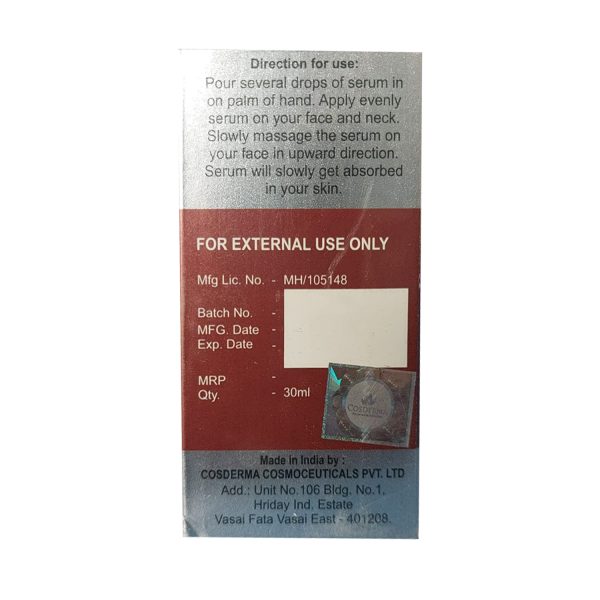 Direction for use:
Pour several drops of serum in
on palm of hand. Apply evenly
serum on your face and neck.
Slowly massage the serum on
your face in upward direction.
Serum will slowly get absorbed
in your skin.
FOR EXTERNAL USE ONLY
Mfg Lic. No. - MH/105148
Batch No. -
MFG. Date -
Exp. Date -
MRP -
Qty. - 30ml
COSDERMA
Made in India by :
COSDERMA COSMOCEUTICALS PVT. LTD
Add.: Unit No.106 Bldg. No.1,
Hriday Ind. Estate
Vasai Fata Vasai East - 401208.